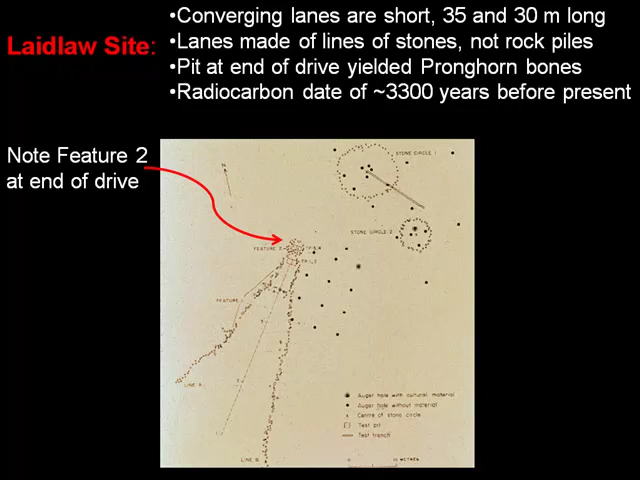 •Converging lanes are short, 35 and 30 m long
Laidlaw Site:
•Lanes made of lines of stones, not rock piles
•Pit at end of drive yielded Pronghorn bones
•Radiocarbon date of ~3300 years before present
Note Feature 2
at end of drive
STONE CIRCLE 1
N
STONE CIRCLE 2
FEATURE 2
FEATURE 1
LINE A
LINE B
Auger hole with cultural material
Auger hole without material
Centre of stone circle
Test pit
Test trench
0 10 METRES